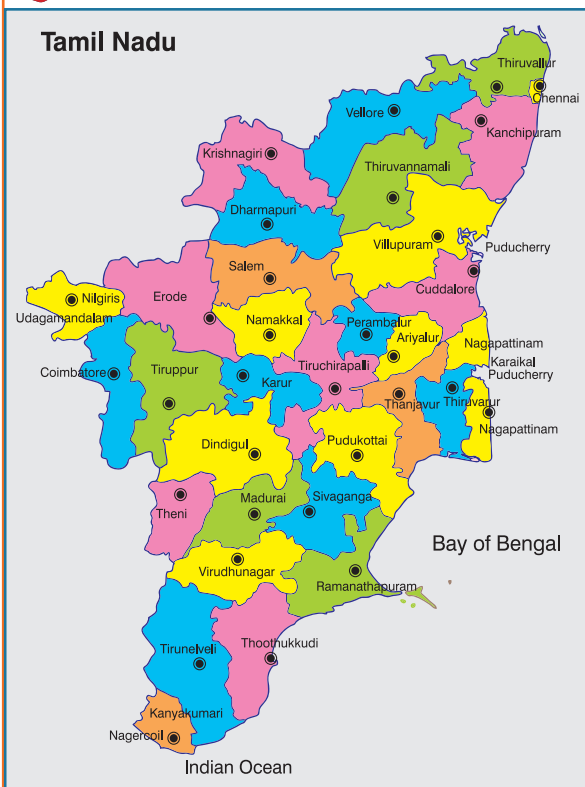 Tamil Nadu
Thiruvallur
Chennai
Vellore
Kanchipuram
Krishnagiri
Thiruvannamali
Dharmapuri
Villupuram
Puducherry
Salem
Cuddalore
Nilgiris
Erode
Udagamandalam
Namakkal
Perambalur
Ariyalur
Nagapattinam
Karaikal
Puducherry
Coimbatore
Tiruppur
Karur
Tiruchirapali
Thanjavur
Thiruvarur
Nagapattinam
Dindigul
Pudukottai
Theni
Madurai
Sivaganga
Bay of Bengal
Virudhunagar
Ramanathapuram
Tirunelveli
Thoothukkudi
Kanyakumari
Nagercoil
Indian Ocean